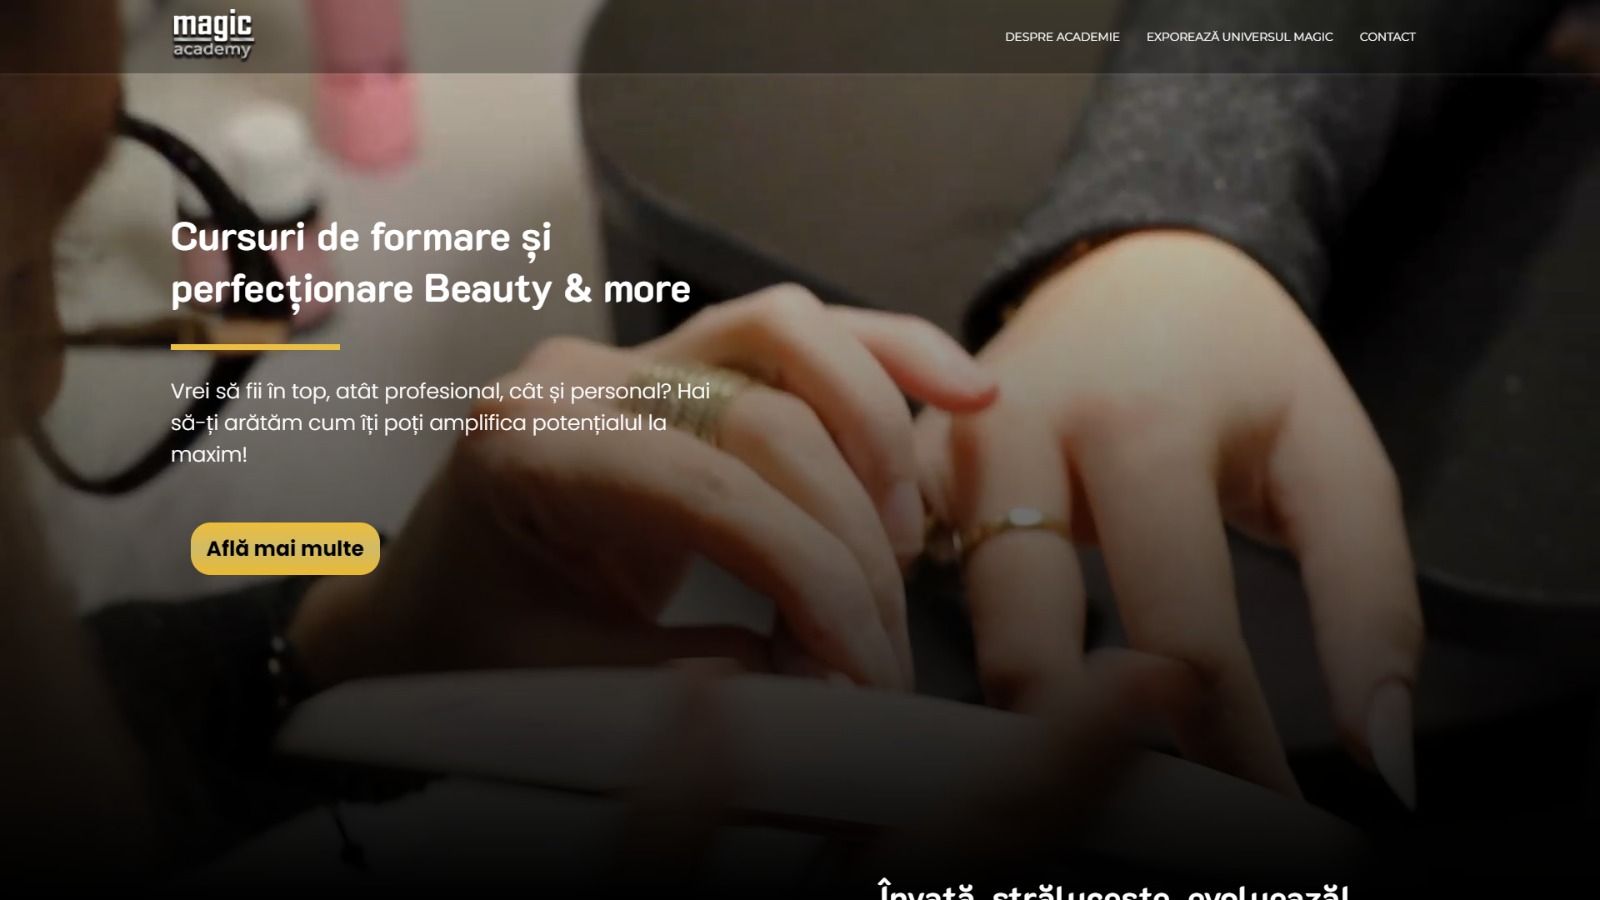 magic
academy
DESPRE ACADEMIE
EXPOREAZĂ UNIVERSUL MAGIC
CONTACT
Cursuri de formare și
perfecționare Beauty & more
Vrei să fii în top, atât profesional, cât și personal? Hai
să-ți arătăm cum îți poți amplifica potențialul la
maxim!
Află mai multe
Învață, strălucește, evoluează!